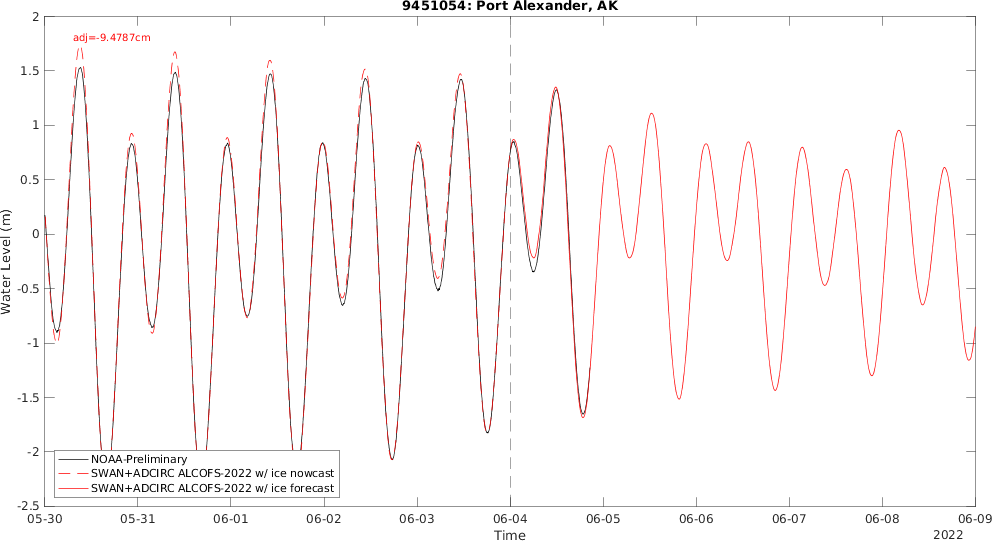 9451054: Port Alexander, AK
adj=-9.4787cm
2
1.5
1
0.5
0
-0.5
-1
-1.5
-2
-2.5
Water Level (m)
NOAA-Preliminary
SWAN+ADCIRC ALCOFS-2022 w/ ice nowcast
SWAN+ADCIRC ALCOFS-2022 w/ ice forecast
05-30 05-31 06-01 06-02 06-03 06-04 06-05 06-06 06-07 06-08 06-09
Time
2022